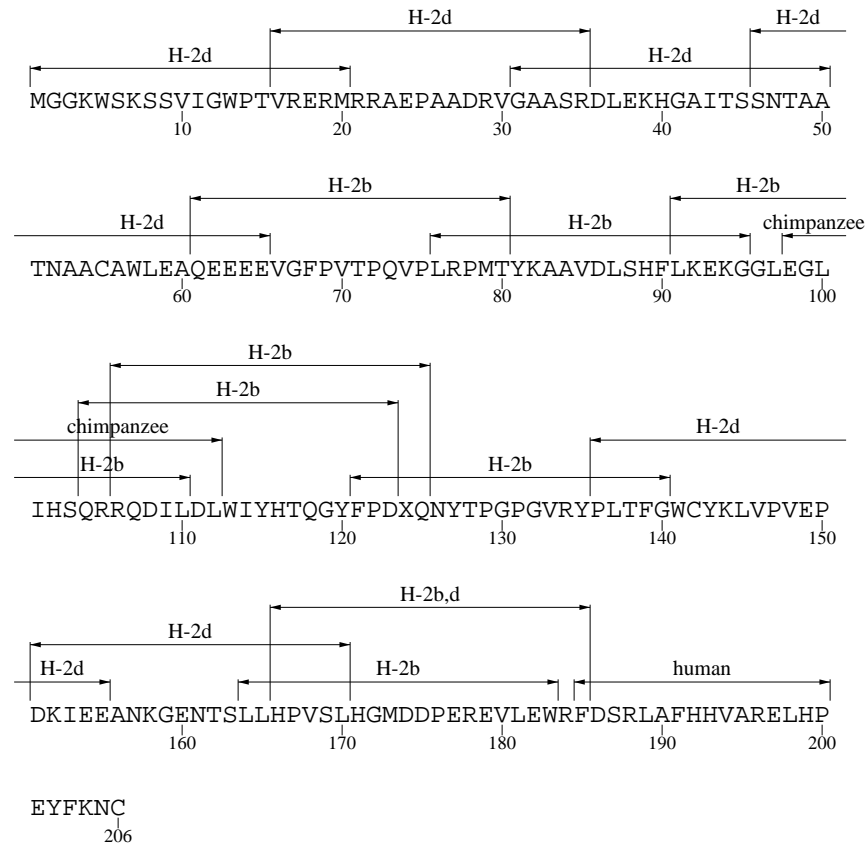 H-2d H-2d
H-2d H-2d
MGGKWSKSSVIGWPTVRERMRRAEPAADRVGAASRDLEKHGAITSSNTAA
10 20 30 40 50
H-2b H-2b
H-2d H-2b chimpanzee
TNAACAWLEAQEEEEVGFPVTPQVPLRPMTYKAAVDLSHFLKEKGGLEGL
60 70 80 90 100
H-2b
H-2b
chimpanzee H-2d
H-2b H-2b
IHSQRRQDILDLWIYHTQGYFPDXQNYTPGPGVRYPLTFGWCYKLVPVEP
110 120 130 140 150
H-2b,d
H-2d
H-2d H-2b human
DKIEEANKGENTSLLHPVSLHGMDDPEREVLEWRFDSRLAFHHVARELHP
160 170 180 190 200
EYFKNC
206